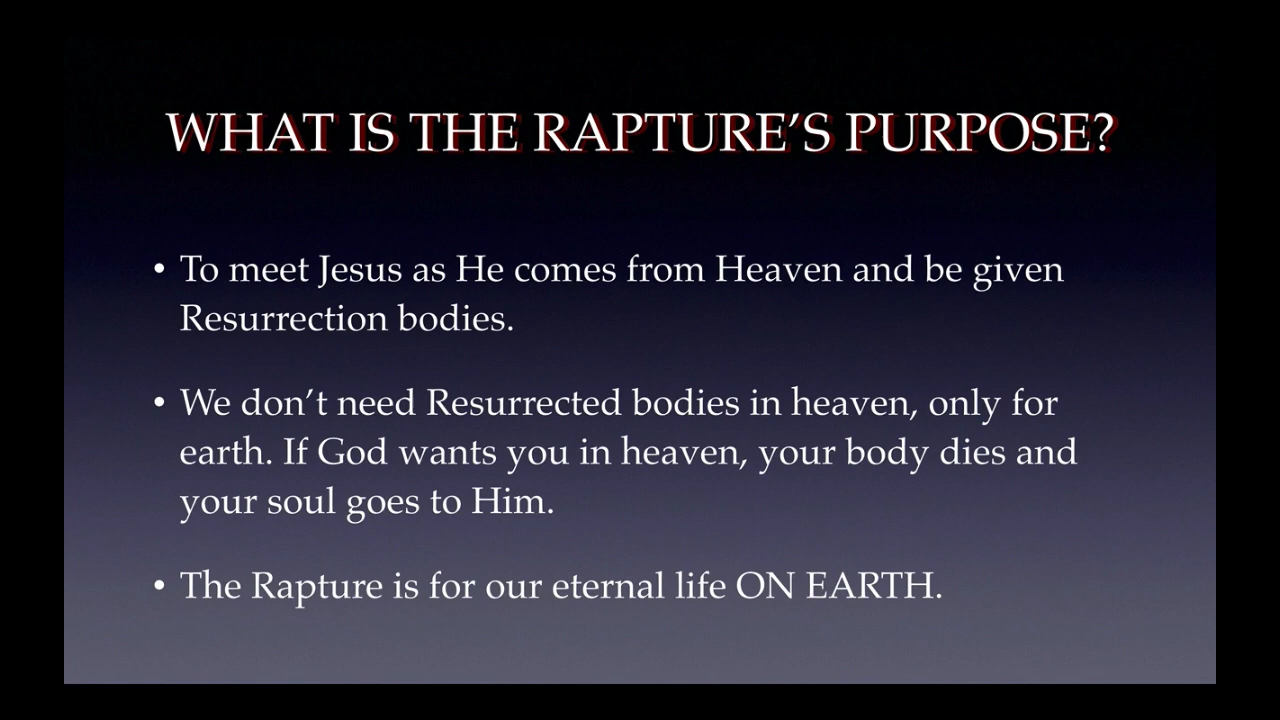 WHAT IS THE RAPTURE’S PURPOSE?
• To meet Jesus as He comes from Heaven and be given
Resurrection bodies.
• We don’t need Resurrected bodies in heaven, only for
earth. If God wants you in heaven, your body dies and
your soul goes to Him.
• The Rapture is for our eternal life ON EARTH.